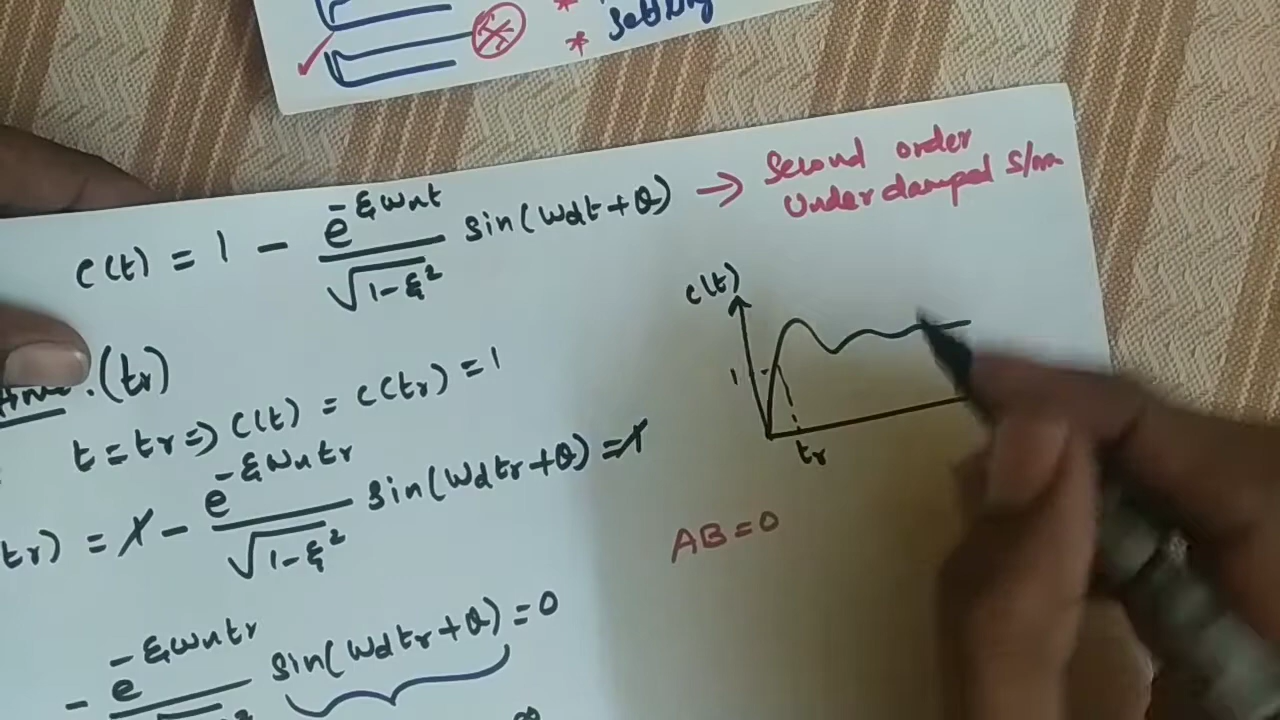 * Settling
c(t) = 1 - e^{-ξωnt} / √(1-ξ²) sin(ωdt+θ) → Second order
Underdamped S/m
c(t)
1
tr
(tr)
t = tr ⇒ c(t) = c(tr) = 1
tr) = 1 - e^{-ξωntr} / √(1-ξ²) sin(ωdtr+θ) = 1
AB = 0
- e^{-ξωntr} sin(ωdtr+θ) = 0